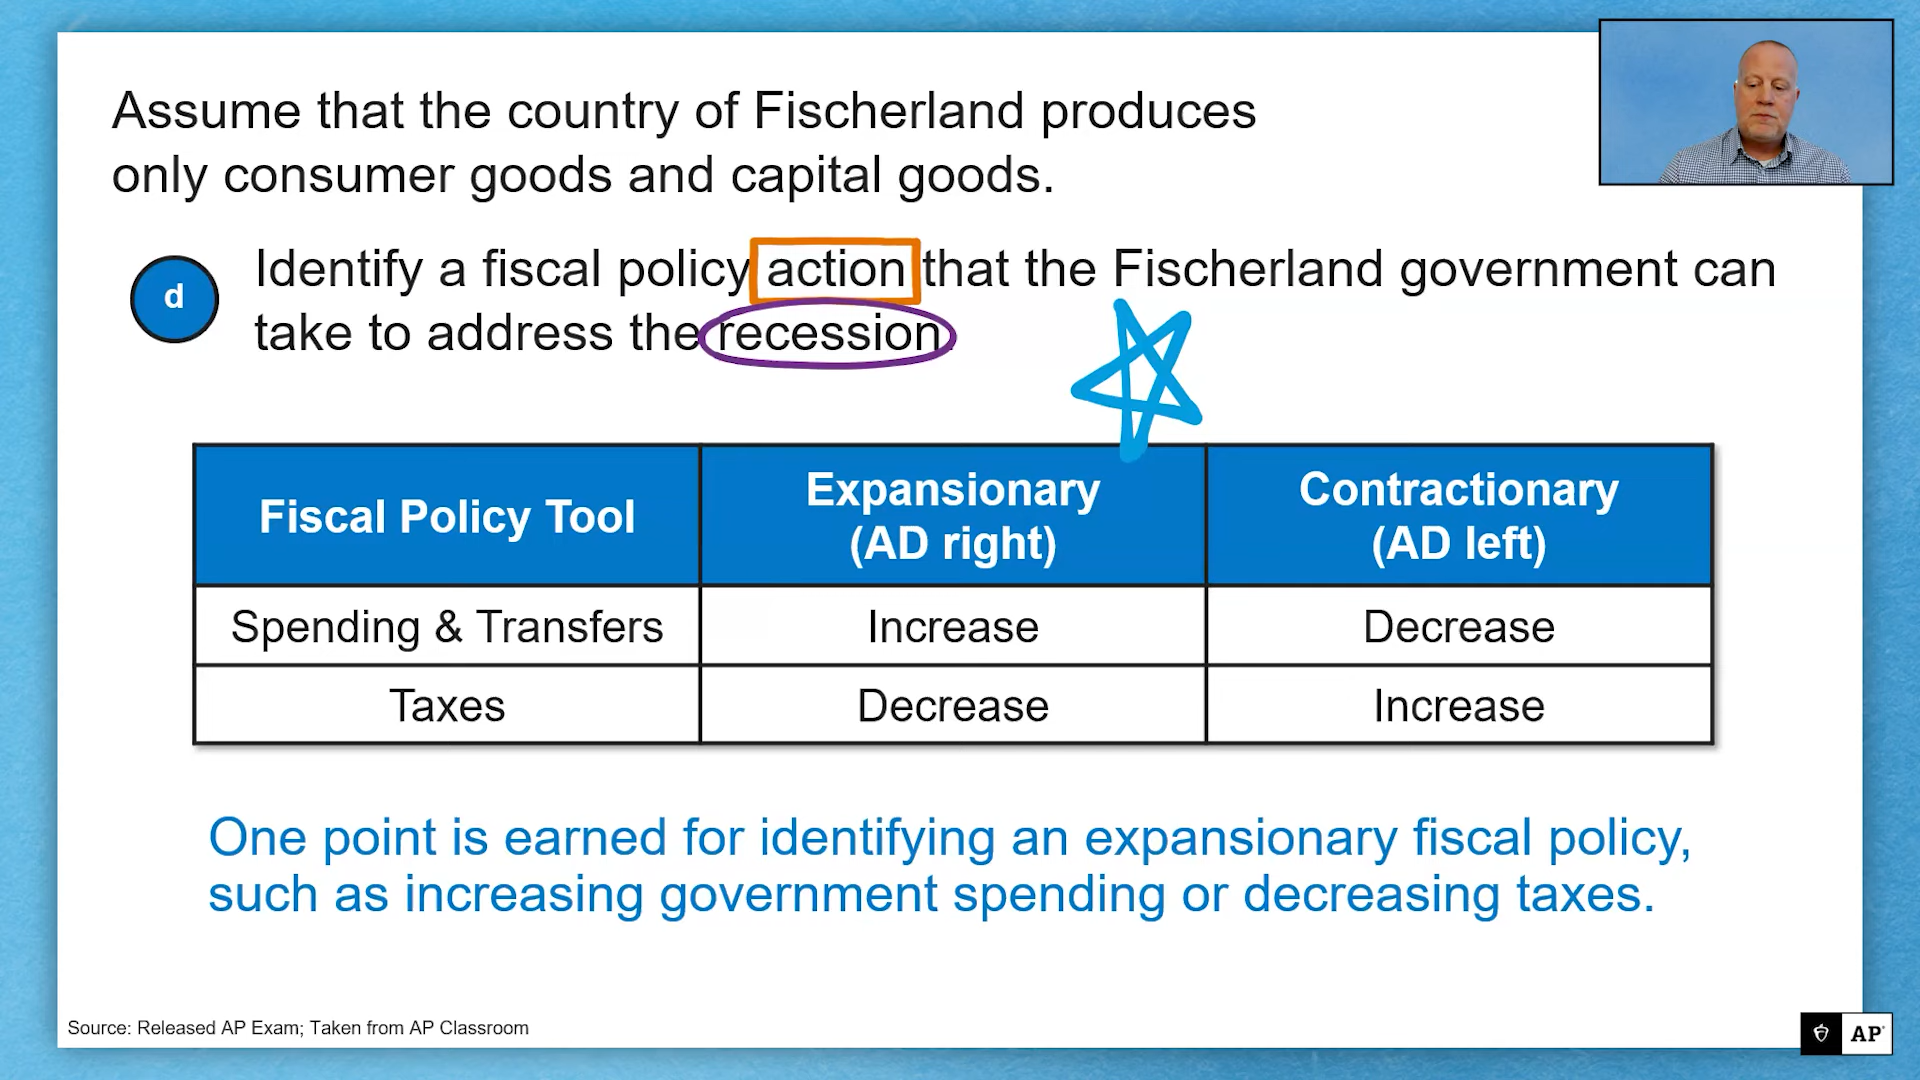 Assume that the country of Fischerland produces
only consumer goods and capital goods.
d
Identify a fiscal policy action that the Fischerland government can
take to address the recession.
Fiscal Policy Tool
Expansionary
(AD right)
Contractionary
(AD left)
Spending & Transfers
Increase
Decrease
Taxes
Decrease
Increase
One point is earned for identifying an expansionary fiscal policy,
such as increasing government spending or decreasing taxes.
Source: Released AP Exam; Taken from AP Classroom
AP